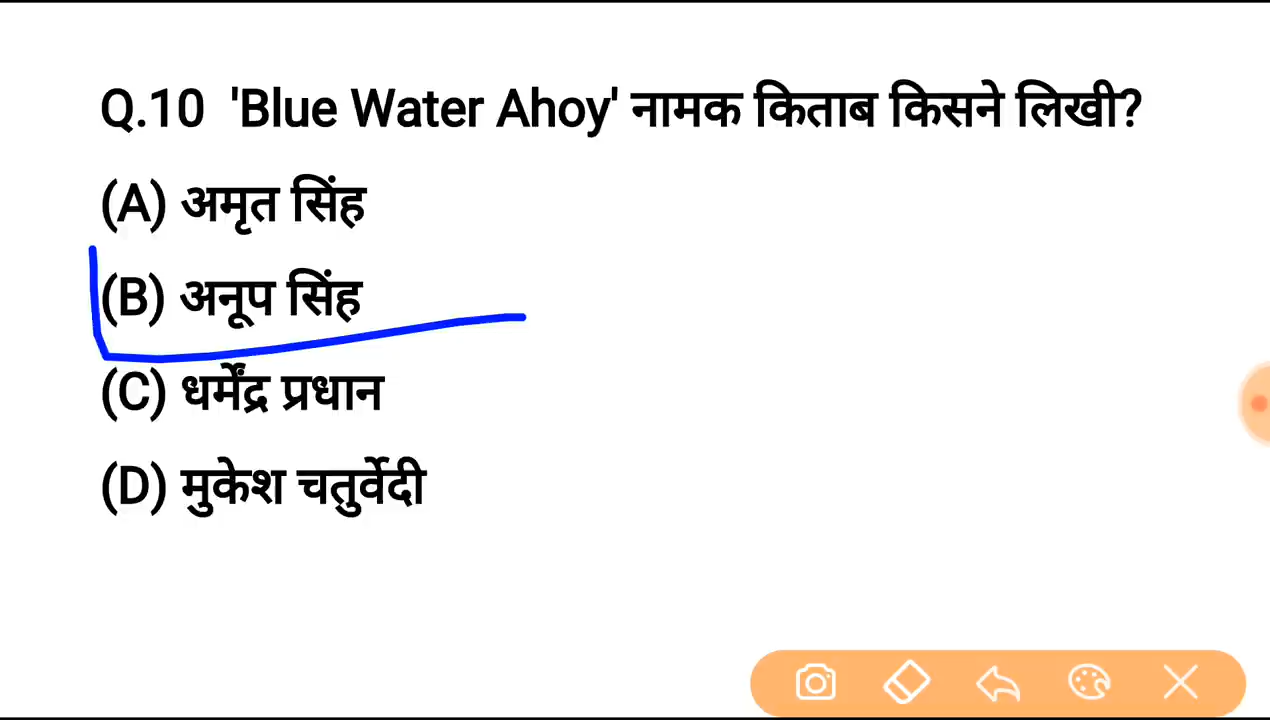 Q.10 'Blue Water Ahoy' नामक किताब किसने लिखी?
(A) अमृत सिंह
(B) अनूप सिंह
(C) धर्मेंद्र प्रधान
(D) मुकेश चतुर्वेदी